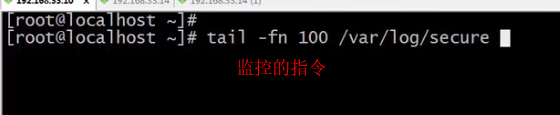 192.168.33.10 192.168.33.14 192.168.33.14 (1)
[root@localhost ~]#
[root@localhost ~]# tail -fn 100 /var/log/secure
监控的指令